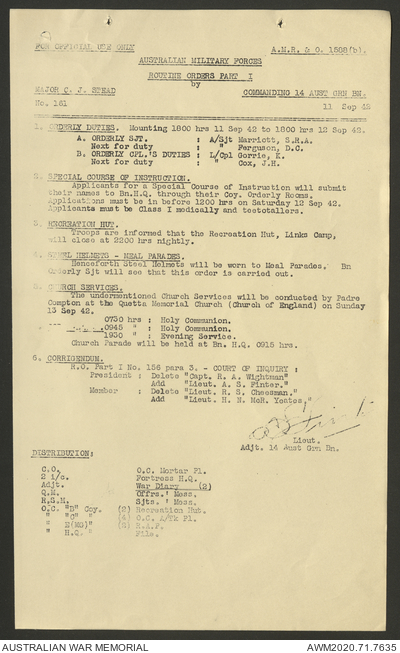 FOR OFFICIAL USE ONLY
A.M.R. & O. 1588(b).
AUSTRALIAN MILITARY FORCES
ROUTINE ORDERS PART I
by
MAJOR C. J. STEAD
COMMANDING 14 AUST GRN BN.
No. 161
11 Sep 42
1. ORDERLY DUTIES. Mounting 1800 hrs 11 Sep 42 to 1800 hrs 12 Sep 42.
A. ORDERLY SJT. : A/Sjt Marriott, S.R.A.
Next for duty : " Ferguson, D.C.
B. ORDERLY CPL.'S DUTIES : L/Cpl Gorrie, K.
Next for duty : " Cox, J.H.
2. SPECIAL COURSE OF INSTRUCTION.
Applicants for a Special Course of Instruction will submit
their names to Bn.H.Q. through their Coy. Orderly Rooms.
Applications must be in before 1200 hrs on Saturday 12 Sep 42.
Applicants must be Class I medically and teetotallers.
3. RECREATION HUT.
Troops are informed that the Recreation Hut, Links Camp,
will close at 2200 hrs nightly.
4. STEEL HELMETS - MEAL PARADES.
Henceforth Steel Helmets will be worn to Meal Parades. Bn
Orderly Sjt will see that this order is carried out.
5. CHURCH SERVICES.
The undermentioned Church Services will be conducted by Padre
Compton at the Quetta Memorial Church (Church of England) on Sunday
13 Sep 42.
0730 hrs : Holy Communion.
0945 " : Holy Communion.
1930 " : Evening Service.
Church Parade will be held at Bn. H.Q. 0915 hrs.
6. CORRIGENDUM.
R.O. Part I No. 156 para 3. - COURT OF INQUIRY :
President : Delete "Capt. R. A. Wightman"
Add "Lieut. A. S. Pinter."
Member : Delete "Lieut. R. S. Cheesman."
Add "Lieut. H. N. McR. Yeates."
Lieut.
Adjt. 14 Aust Grn Bn.
DISTRIBUTION:
C.O. O.C. Mortar Pl.
2 i/c. Fortress H.Q.
Adjt. War Diary (2)
Q.M. Offrs.' Mess.
R.S.M. Sjts.' Mess.
O.C. "B" Coy. (2) Recreation Hub.
" "C" " (4) O.C. A/Tk Pl.
" E(MG)" (3) R.A.P.
" H.Q. " File.
AUSTRALIAN WAR MEMORIAL
AWM2020.71.7635